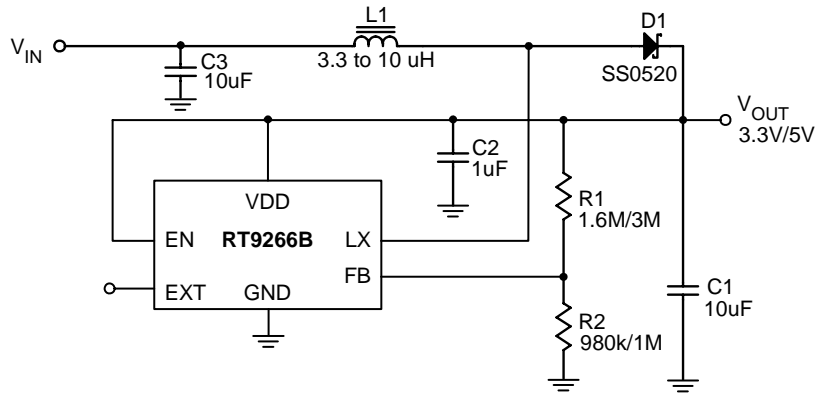 L1
D1
V_IN
C3
10uF
3.3 to 10 uH
SS0520
V_OUT
3.3V/5V
C2
1uF
VDD
R1
1.6M/3M
EN
RT9266B
LX
FB
EXT
GND
C1
10uF
R2
980k/1M